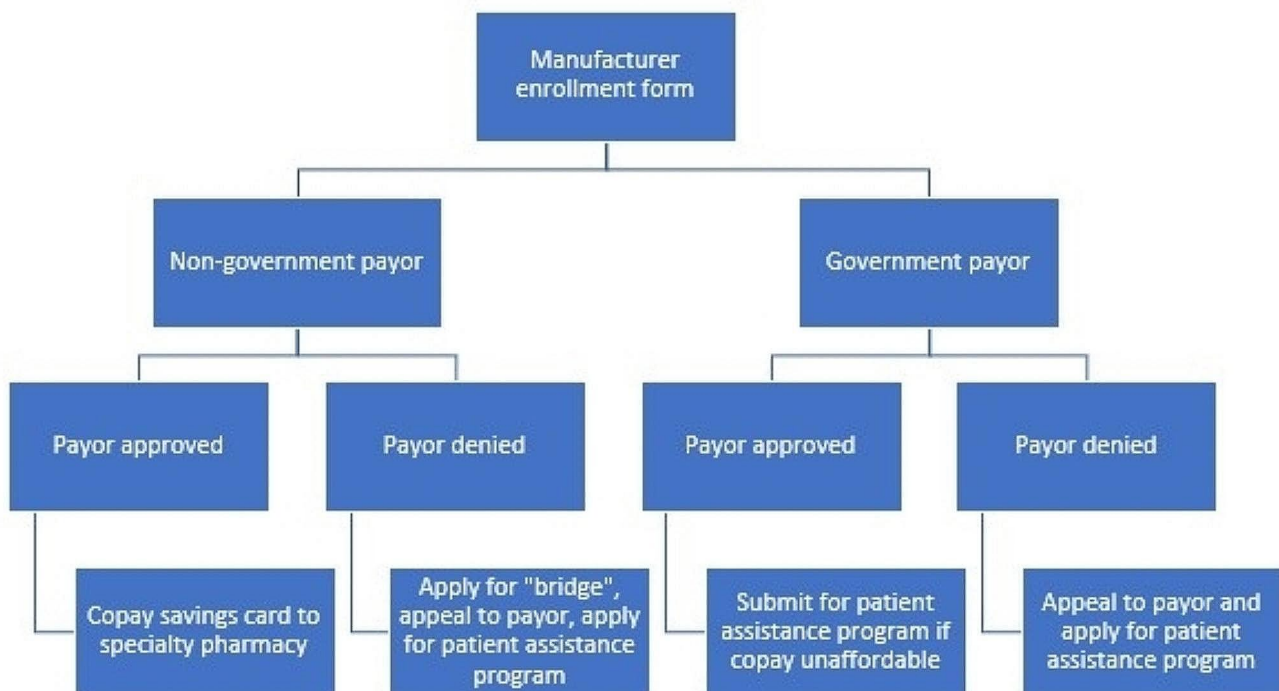 Manufacturer
enrollment form
Non-government payor
Government payor
Payor approved
Payor denied
Payor approved
Payor denied
Copay savings card to
specialty pharmacy
Apply for "bridge",
appeal to payor, apply
for patient assistance
program
Submit for patient
assistance program if
copay unaffordable
Appeal to payor and
apply for patient
assistance program